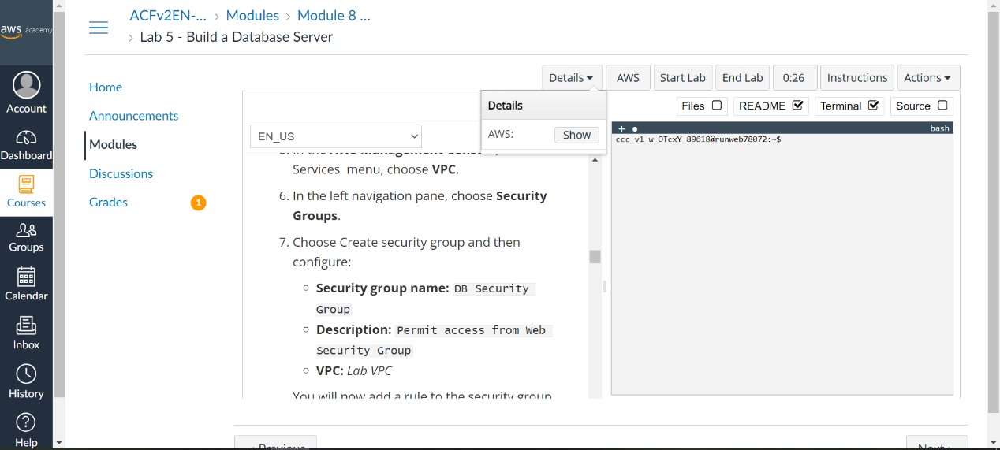 aws academy
Account
Dashboard
Courses
Groups
Calendar
Inbox
History
Help
ACFv2EN-... > Modules > Module 8 ...
> Lab 5 - Build a Database Server
Home
Announcements
Modules
Discussions
Grades 1
Details AWS Start Lab End Lab 0:26 Instructions Actions
Files README Terminal Source
Details
AWS: Show
EN_US
Services menu, choose VPC.
6. In the left navigation pane, choose Security
Groups.
7. Choose Create security group and then
configure:
Security group name: DB Security
Group
Description: Permit access from Web
Security Group
VPC: Lab VPC
You will now add a rule to the security group
+ bash
ccc_v1_w_OTcxY_89618@runweb78072:~$
Previous
Next